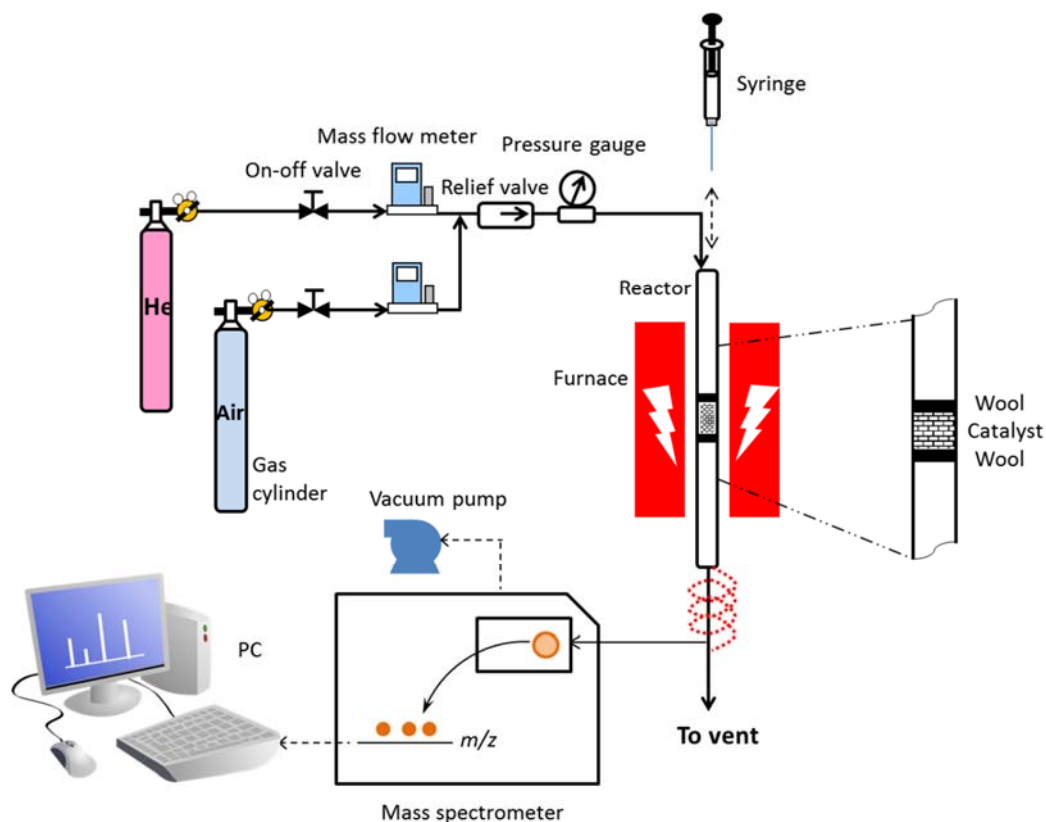 Syringe
Mass flow meter
Pressure gauge
On-off valve
Relief valve
He
Reactor
Air
Furnace
Wool
Catalyst
Wool
Gas
cylinder
Vacuum pump
PC
m/z
To vent
Mass spectrometer